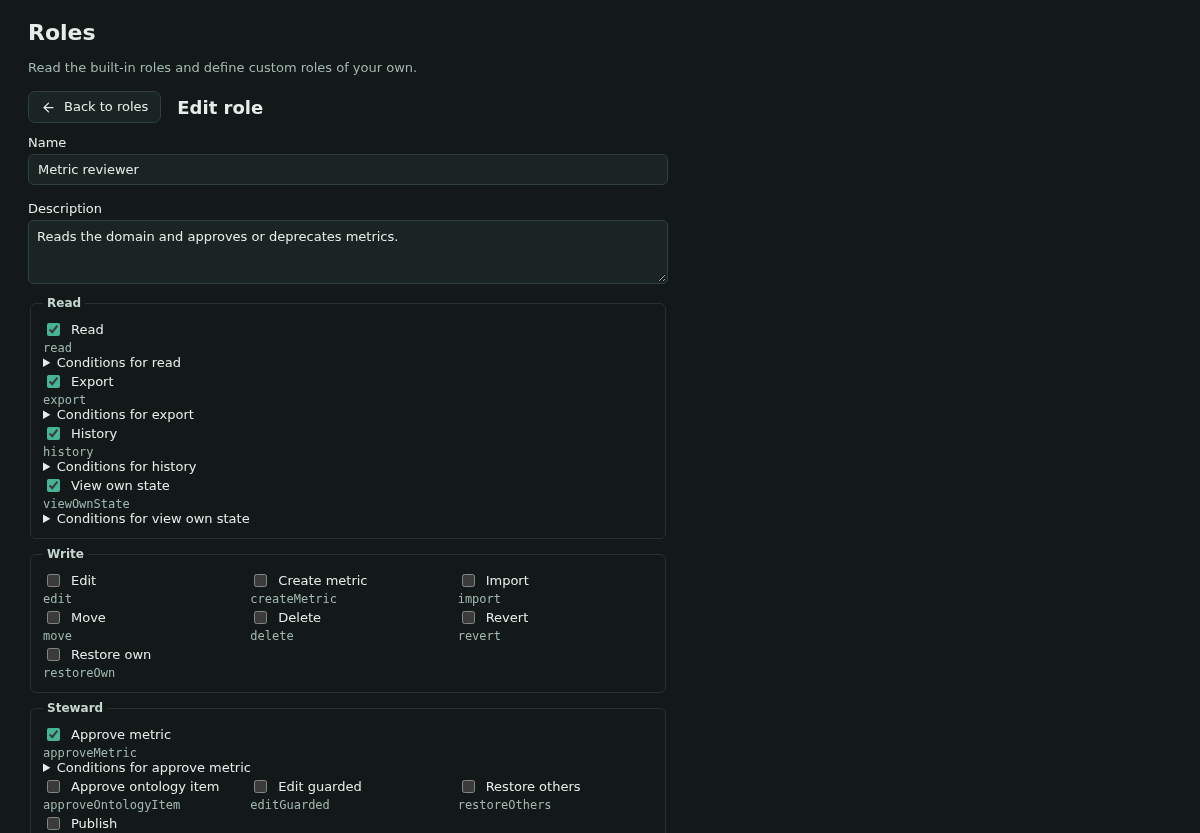 Roles
Read the built-in roles and define custom roles of your own.
Back to roles
Edit role
Name
Metric reviewer
Description
Reads the domain and approves or deprecates metrics.
Read
Read
read
Conditions for read
Export
export
Conditions for export
History
history
Conditions for history
View own state
viewOwnState
Conditions for view own state
Write
Edit Create metric Import
edit createMetric import
Move Delete Revert
move delete revert
Restore own
restoreOwn
Steward
Approve metric
approveMetric
Conditions for approve metric
Approve ontology item Edit guarded Restore others
approveOntologyItem editGuarded restoreOthers
Publish